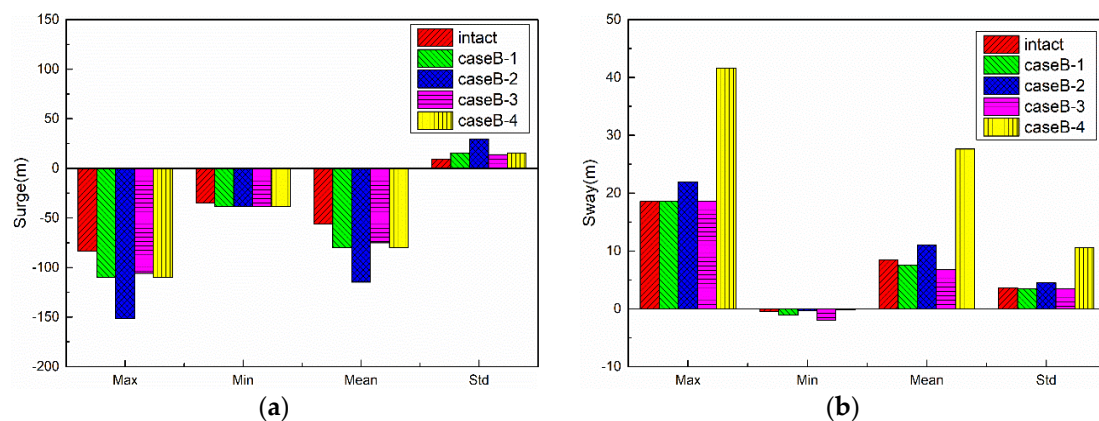 150
100
50
0
-50
-100
-150
-200
Surge(m)
intact
caseB-1
caseB-2
caseB-3
caseB-4
Max Min Mean Std
(a)
50
40
30
20
10
0
-10
Sway(m)
intact
caseB-1
caseB-2
caseB-3
caseB-4
Max Min Mean Std
(b)